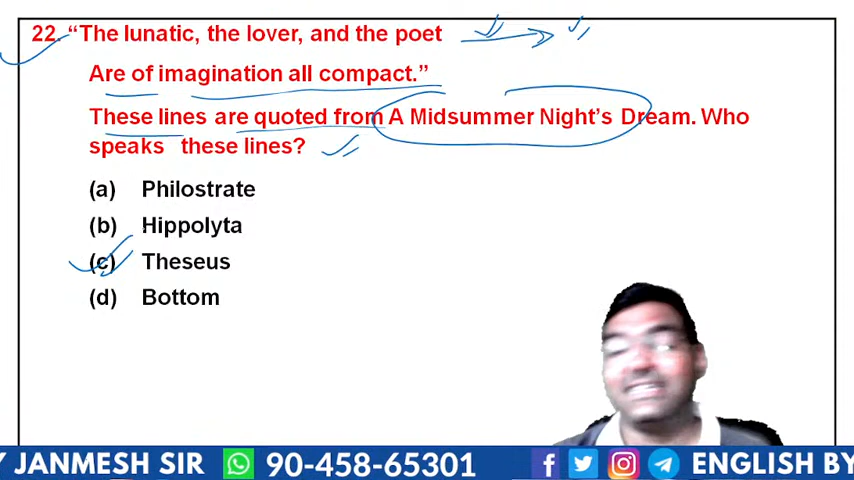 22. “The lunatic, the lover, and the poet
Are of imagination all compact.”
These lines are quoted from A Midsummer Night’s Dream. Who
speaks these lines?
(a) Philostrate
(b) Hippolyta
(c) Theseus
(d) Bottom
Y JANMESH SIR 90-458-65301 ENGLISH BY